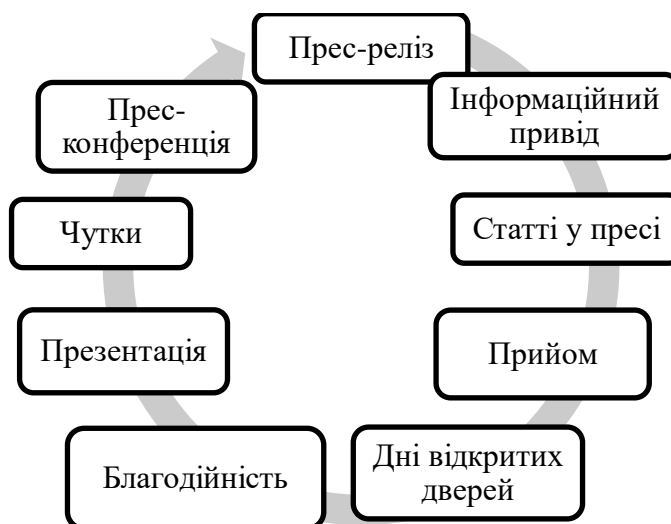 Прес-реліз
Інформаційний
привід
Статті у пресі
Прийом
Дні відкритих
дверей
Благодійність
Презентація
Чутки
Прес-
конференція